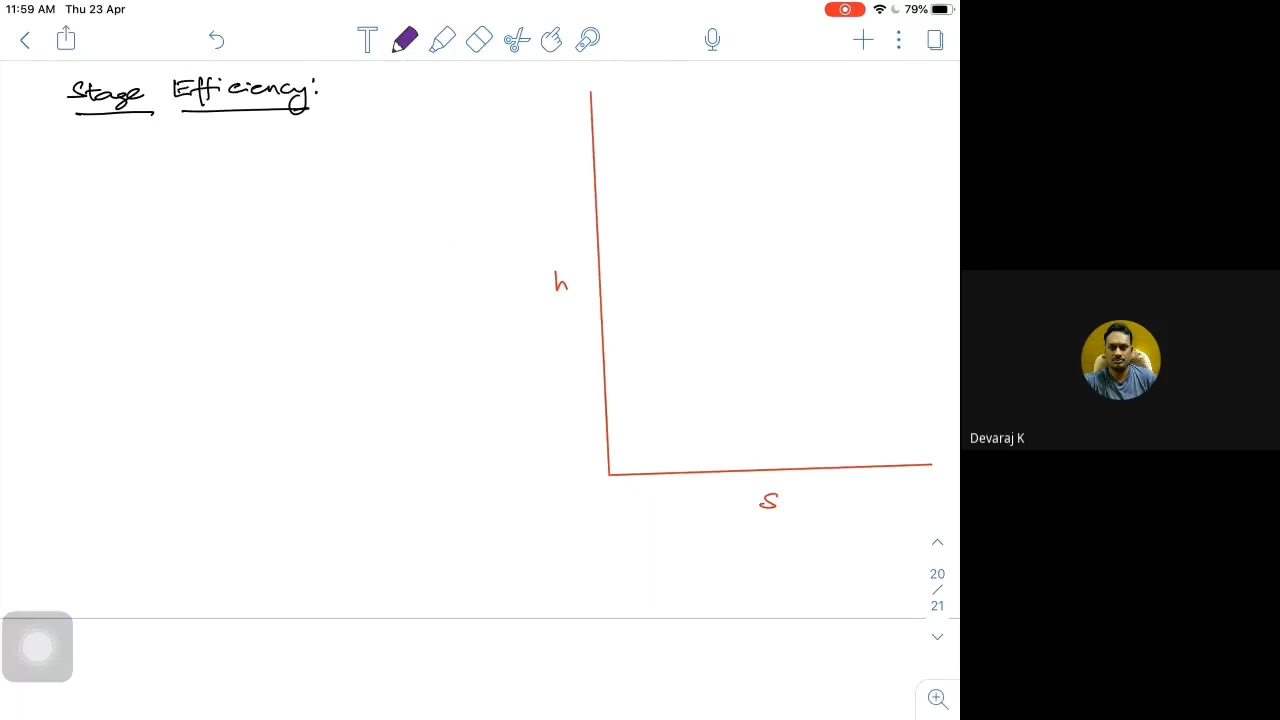 11:59 AM Thu 23 Apr
79%
T
Stage Efficiency:
h
s
Devaraj K
20
/
21